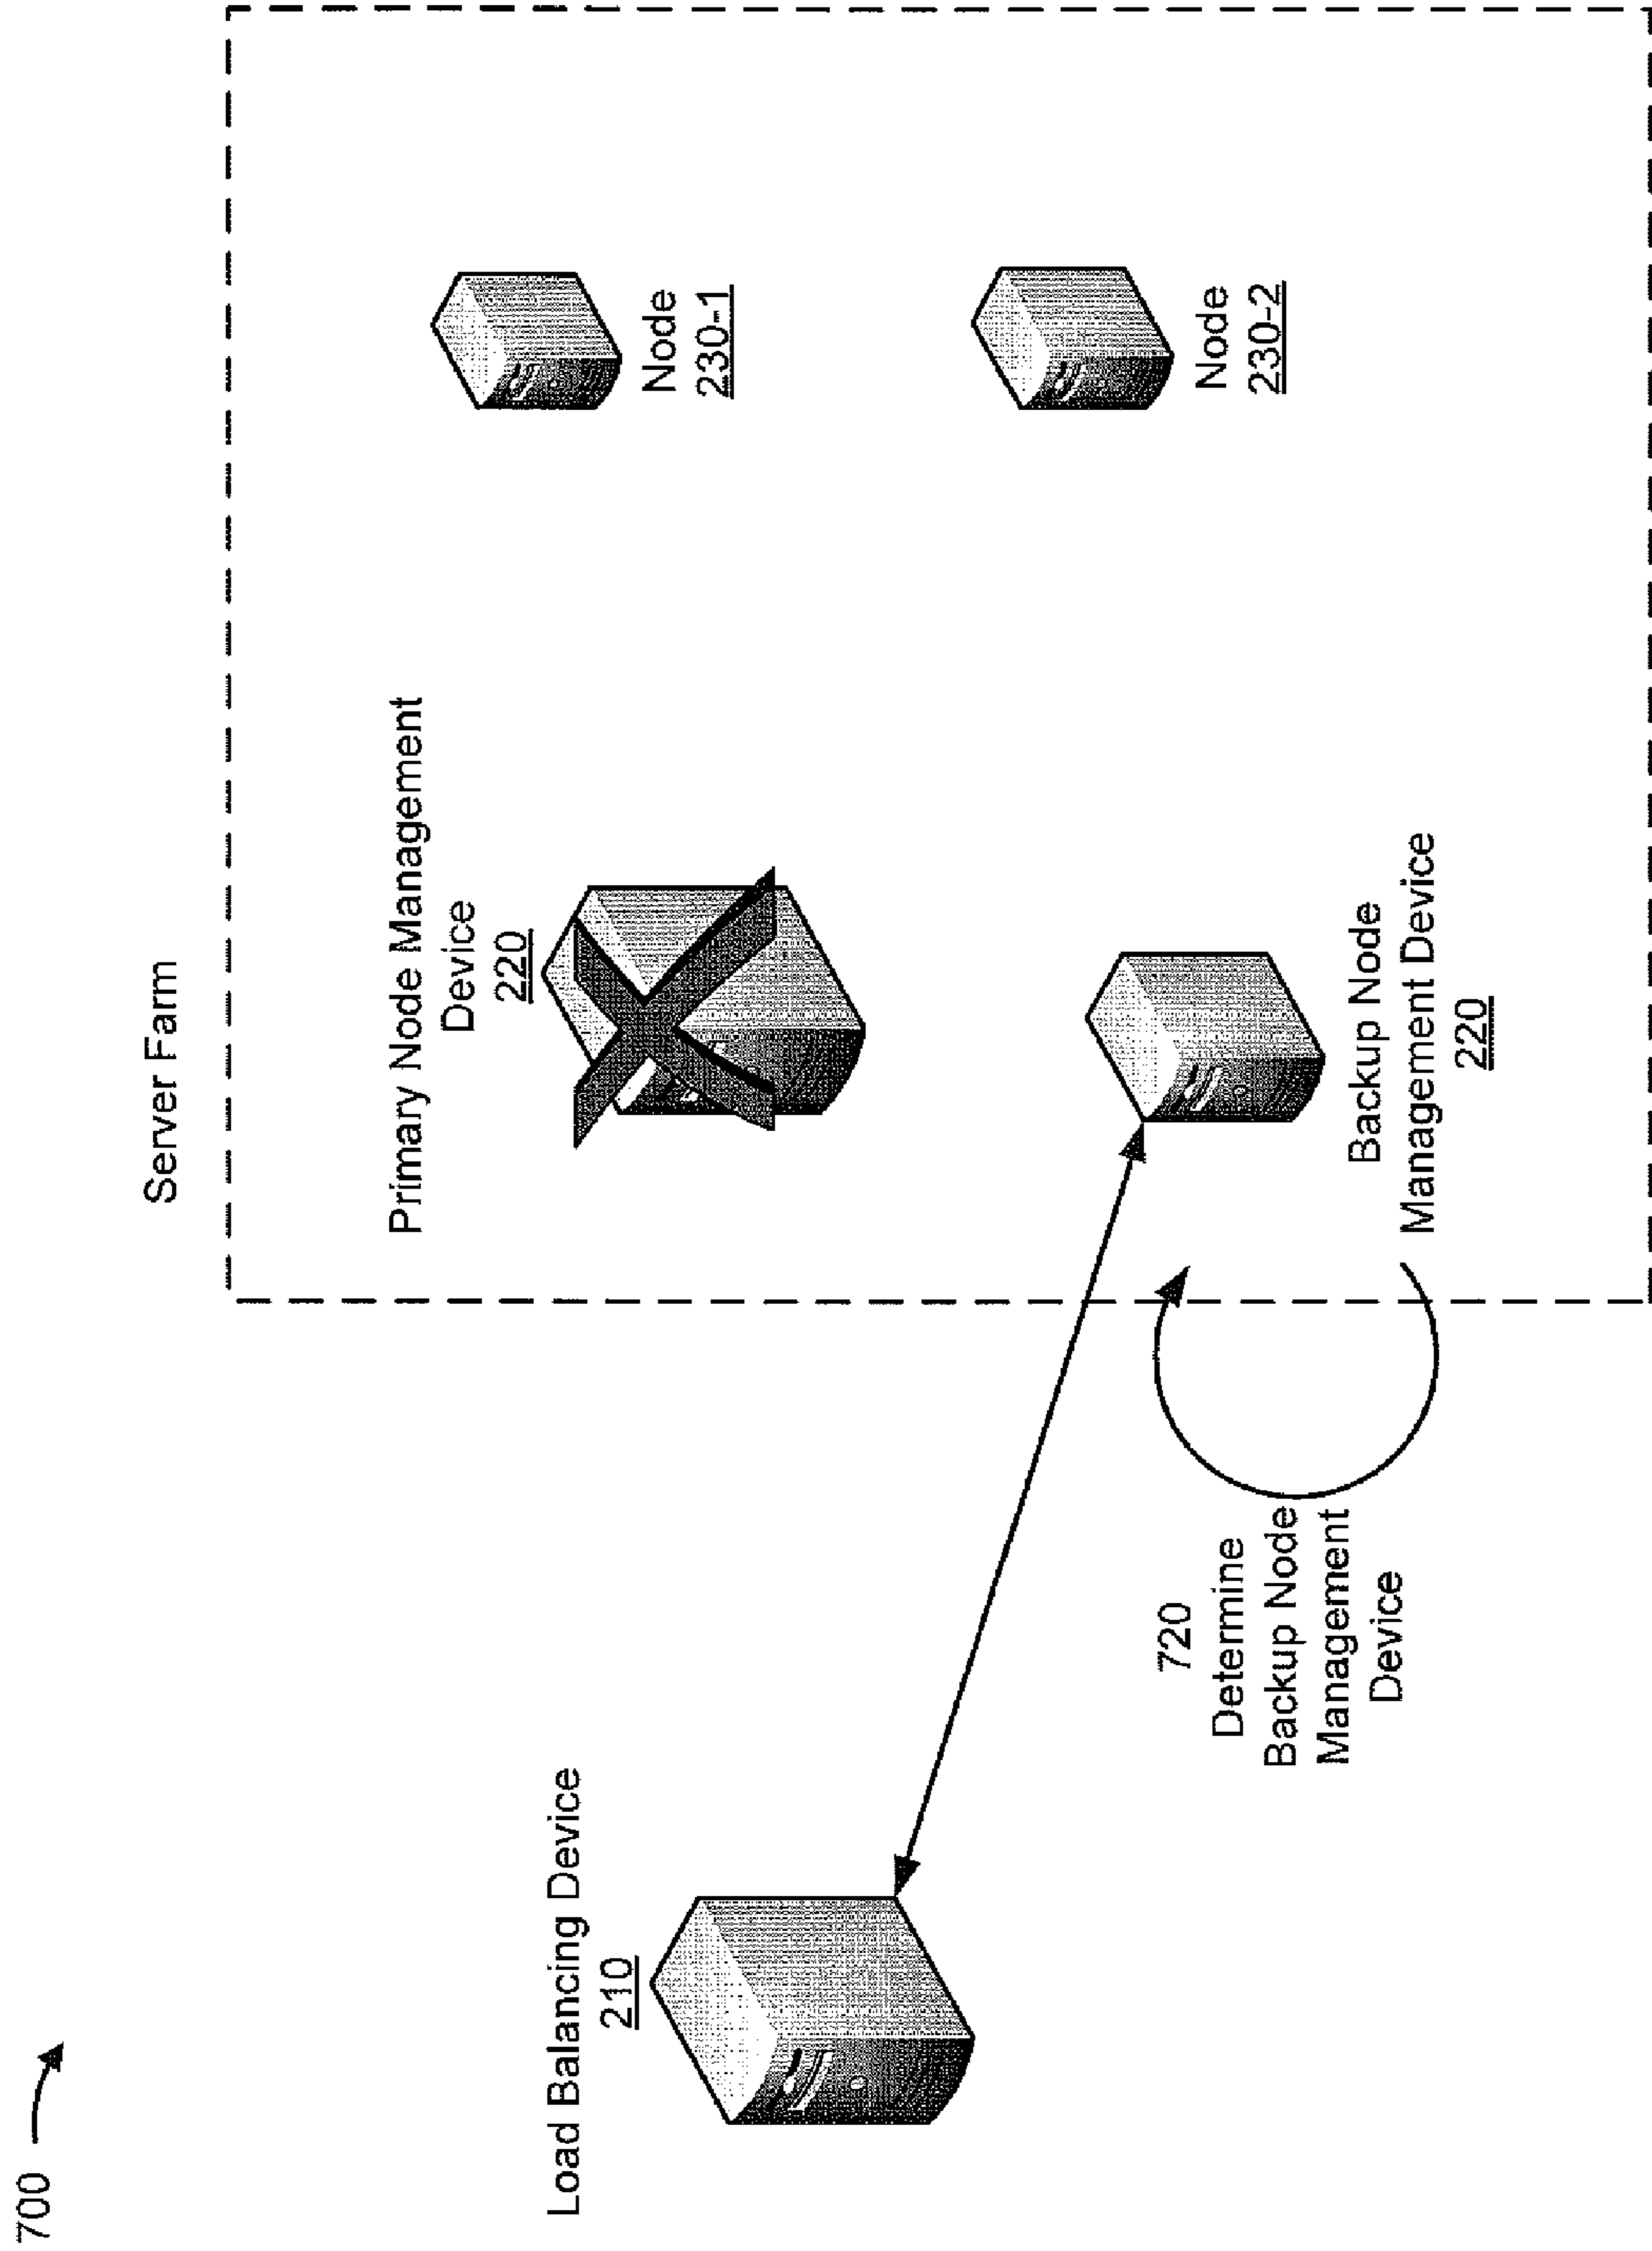 700
Server Farm
Load Balancing Device
210
Primary Node Management
Device
220
Node
230-1
720
Determine
Backup Node
Management
Device
Backup Node
Management Device
220
Node
230-2